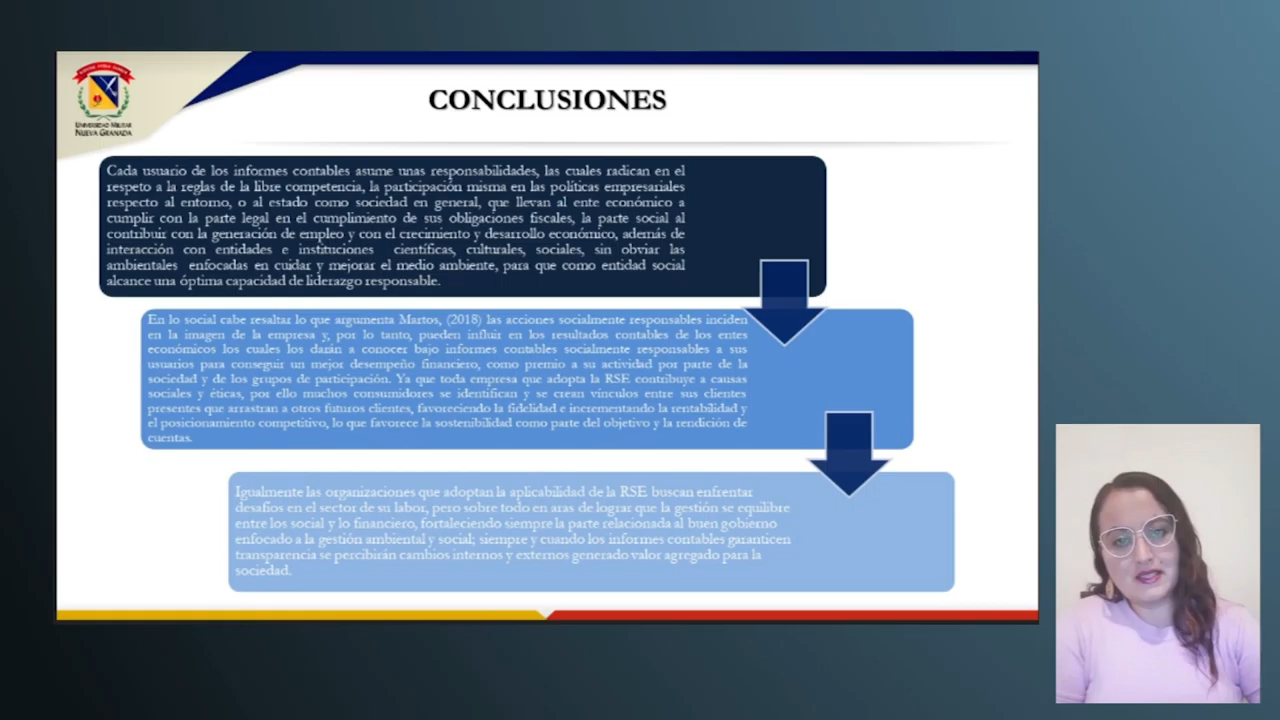 UNIVERSIDAD MILITAR
NUEVA GRANADA
CONCLUSIONES
Cada usuario de los informes contables asume unas responsabilidades, las cuales radican en el
respeto a la reglas de la libre competencia, la participación misma en las políticas empresariales
respecto al entorno, o al estado como sociedad en general, que llevan al ente económico a
cumplir con la parte legal en el cumplimiento de sus obligaciones fiscales, la parte social al
contribuir con la generación de empleo y con el crecimiento y desarrollo económico, además de
interacción con entidades e instituciones científicas, culturales, sociales, sin obviar las
ambientales enfocadas en cuidar y mejorar el medio ambiente, para que como entidad social
alcance una óptima capacidad de liderazgo responsable.
En lo social cabe resaltar lo que argumenta Martos, (2018) las acciones socialmente responsables inciden
en la imagen de la empresa y, por lo tanto, pueden influir en los resultados contables de los entes
económicos los cuales los darán a conocer bajo informes contables socialmente responsables a sus
usuarios para conseguir un mejor desempeño financiero, como premio a su actividad por parte de la
sociedad y de los grupos de participación. Ya que toda empresa que adopta la RSE contribuye a causas
sociales y éticas, por ello muchos consumidores se identifican y se crean vínculos entre sus clientes
presentes que arrastran a otros futuros clientes, favoreciendo la fidelidad e incrementando la rentabilidad y
el posicionamiento competitivo, lo que favorece la sostenibilidad como parte del objetivo y la rendición de
cuentas.
Igualmente las organizaciones que adoptan la aplicabilidad de la RSE buscan enfrentar
desafíos en el sector de su labor, pero sobre todo en aras de lograr que la gestión se equilibre
entre los social y lo financiero, fortaleciendo siempre la parte relacionada al buen gobierno
enfocado a la gestión ambiental y social; siempre y cuando los informes contables garanticen
transparencia se percibirán cambios internos y externos generado valor agregado para la
sociedad.